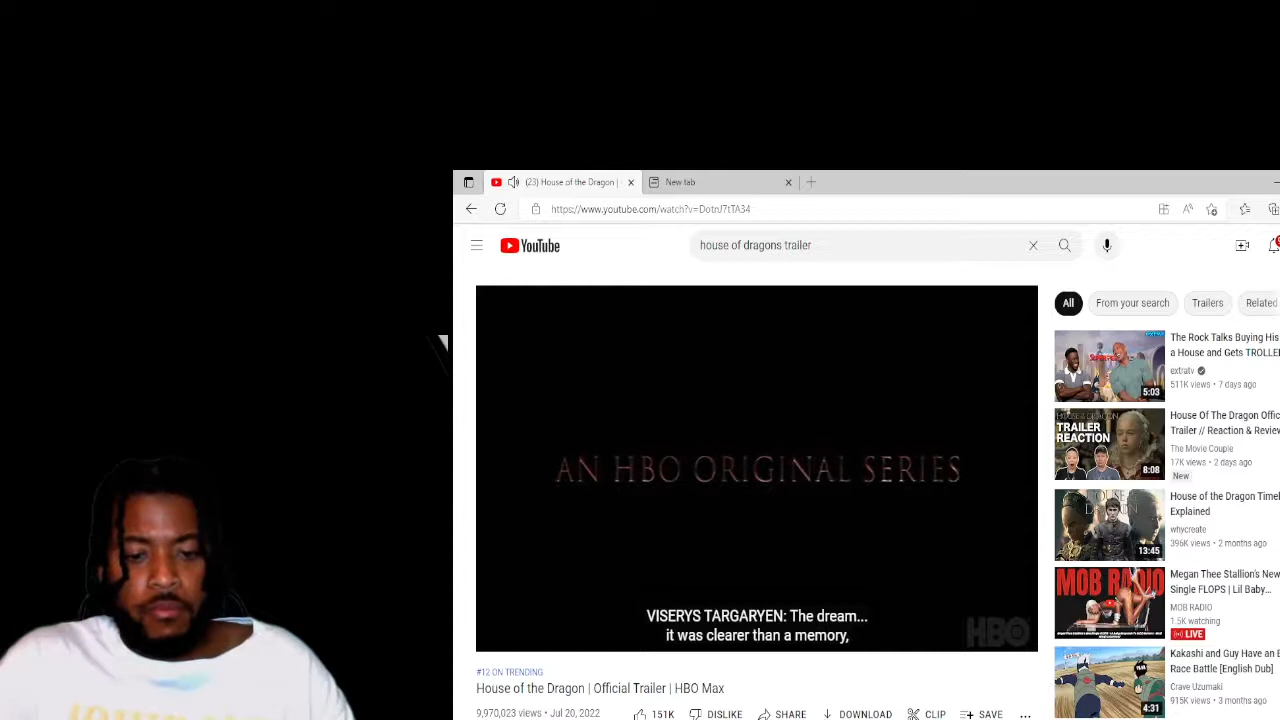 (23) House of the Dragon |
New tab
https://www.youtube.com/watch?v=DotnJ7tTA34
YouTube
house of dragons trailer
All
From your search
Trailers
Related
AN HBO ORIGINAL SERIES
VISERYS TARGARYEN: The dream...
it was clearer than a memory,
HBO
#12 ON TRENDING
House of the Dragon | Official Trailer | HBO Max
9,970,023 views • Jul 20, 2022
151K
DISLIKE
SHARE
DOWNLOAD
CLIP
SAVE
The Rock Talks Buying His
a House and Gets TROLLE
extratv
511K views • 7 days ago
5:03
TRAILER
REACTION
8:08
House Of The Dragon Offic
Trailer // Reaction & Review
The Movie Couple
17K views • 2 days ago
New
13:45
House of the Dragon Timel
Explained
whycreate
396K views • 2 months ago
MOB RADIO
Megan Thee Stallion's New
Single FLOPS | Lil Baby...
MOB RADIO
1.5K watching
LIVE
4:31
Kakashi and Guy Have an E
Race Battle [English Dub]
Crave Uzumaki
915K views • 3 months ago